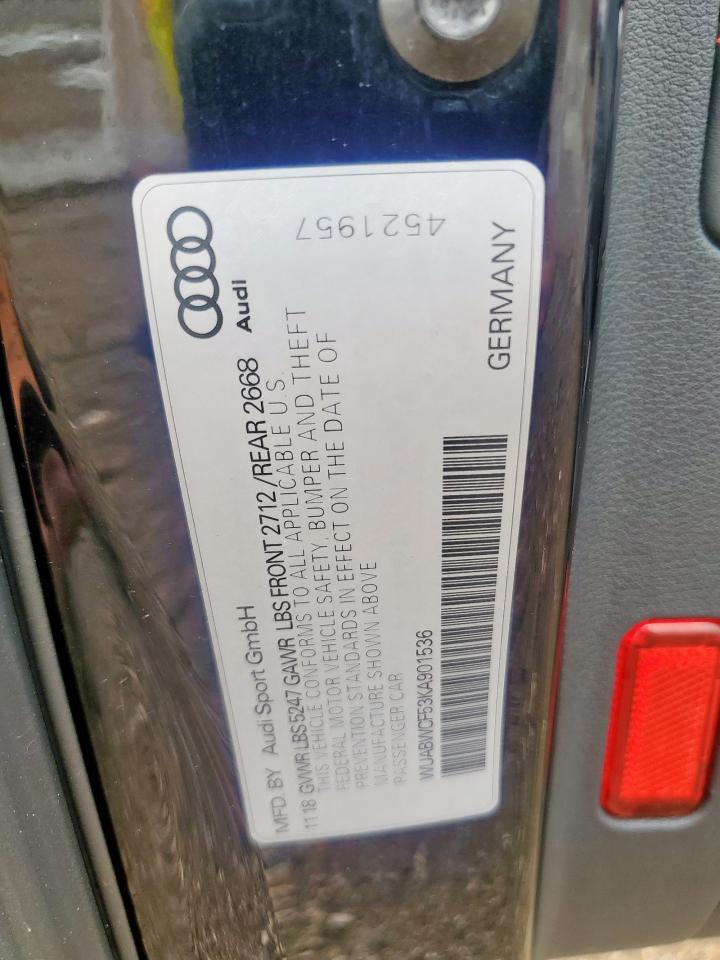 MFD. BY Audi Sport GmbH
Audi
11 18 GVWR LBS 5247 GAWR LBS FRONT 2712 /REAR 2668
THIS VEHICLE CONFORMS TO ALL APPLICABLE U.S.
FEDERAL MOTOR VEHICLE SAFETY, BUMPER AND THEFT
PREVENTION STANDARDS IN EFFECT ON THE DATE OF
MANUFACTURE SHOWN ABOVE
PASSENGER CAR
4521957
WUABWCF53KA901536
GERMANY